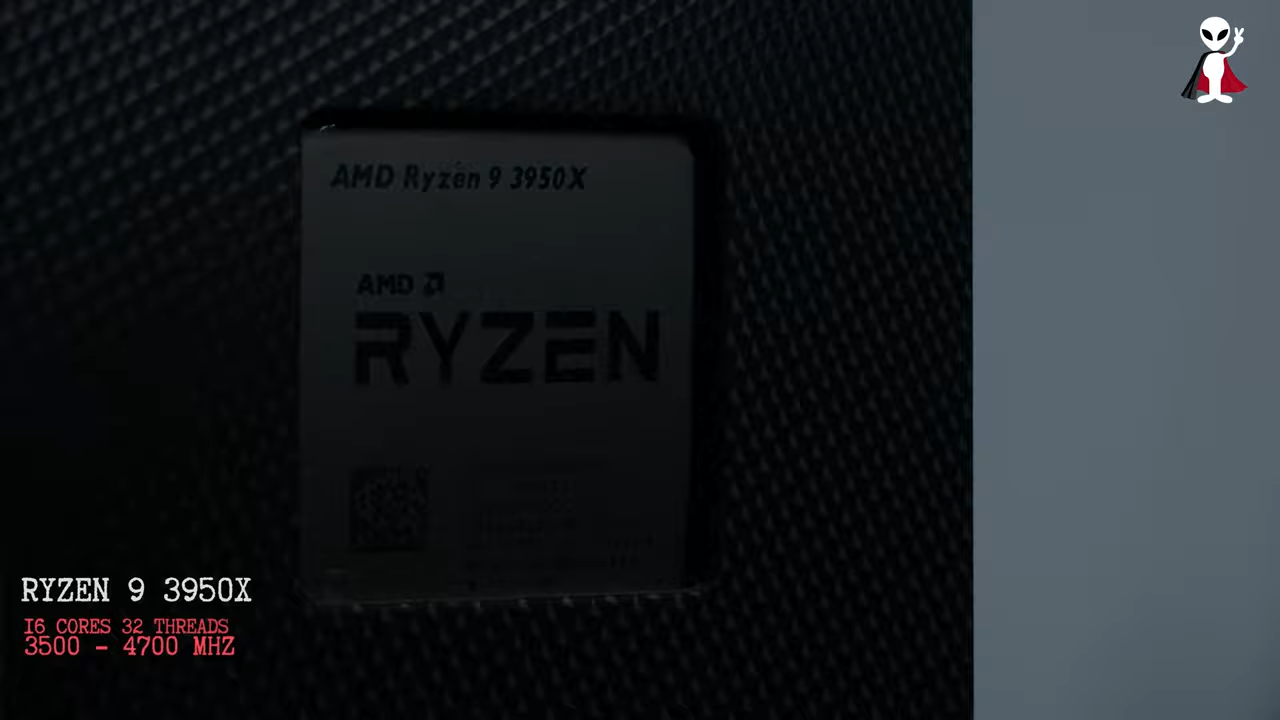 AMD Ryzen 9 3950X
AMD
RYZEN
RYZEN 9 3950X
16 CORES 32 THREADS
3500 - 4700 MHZ